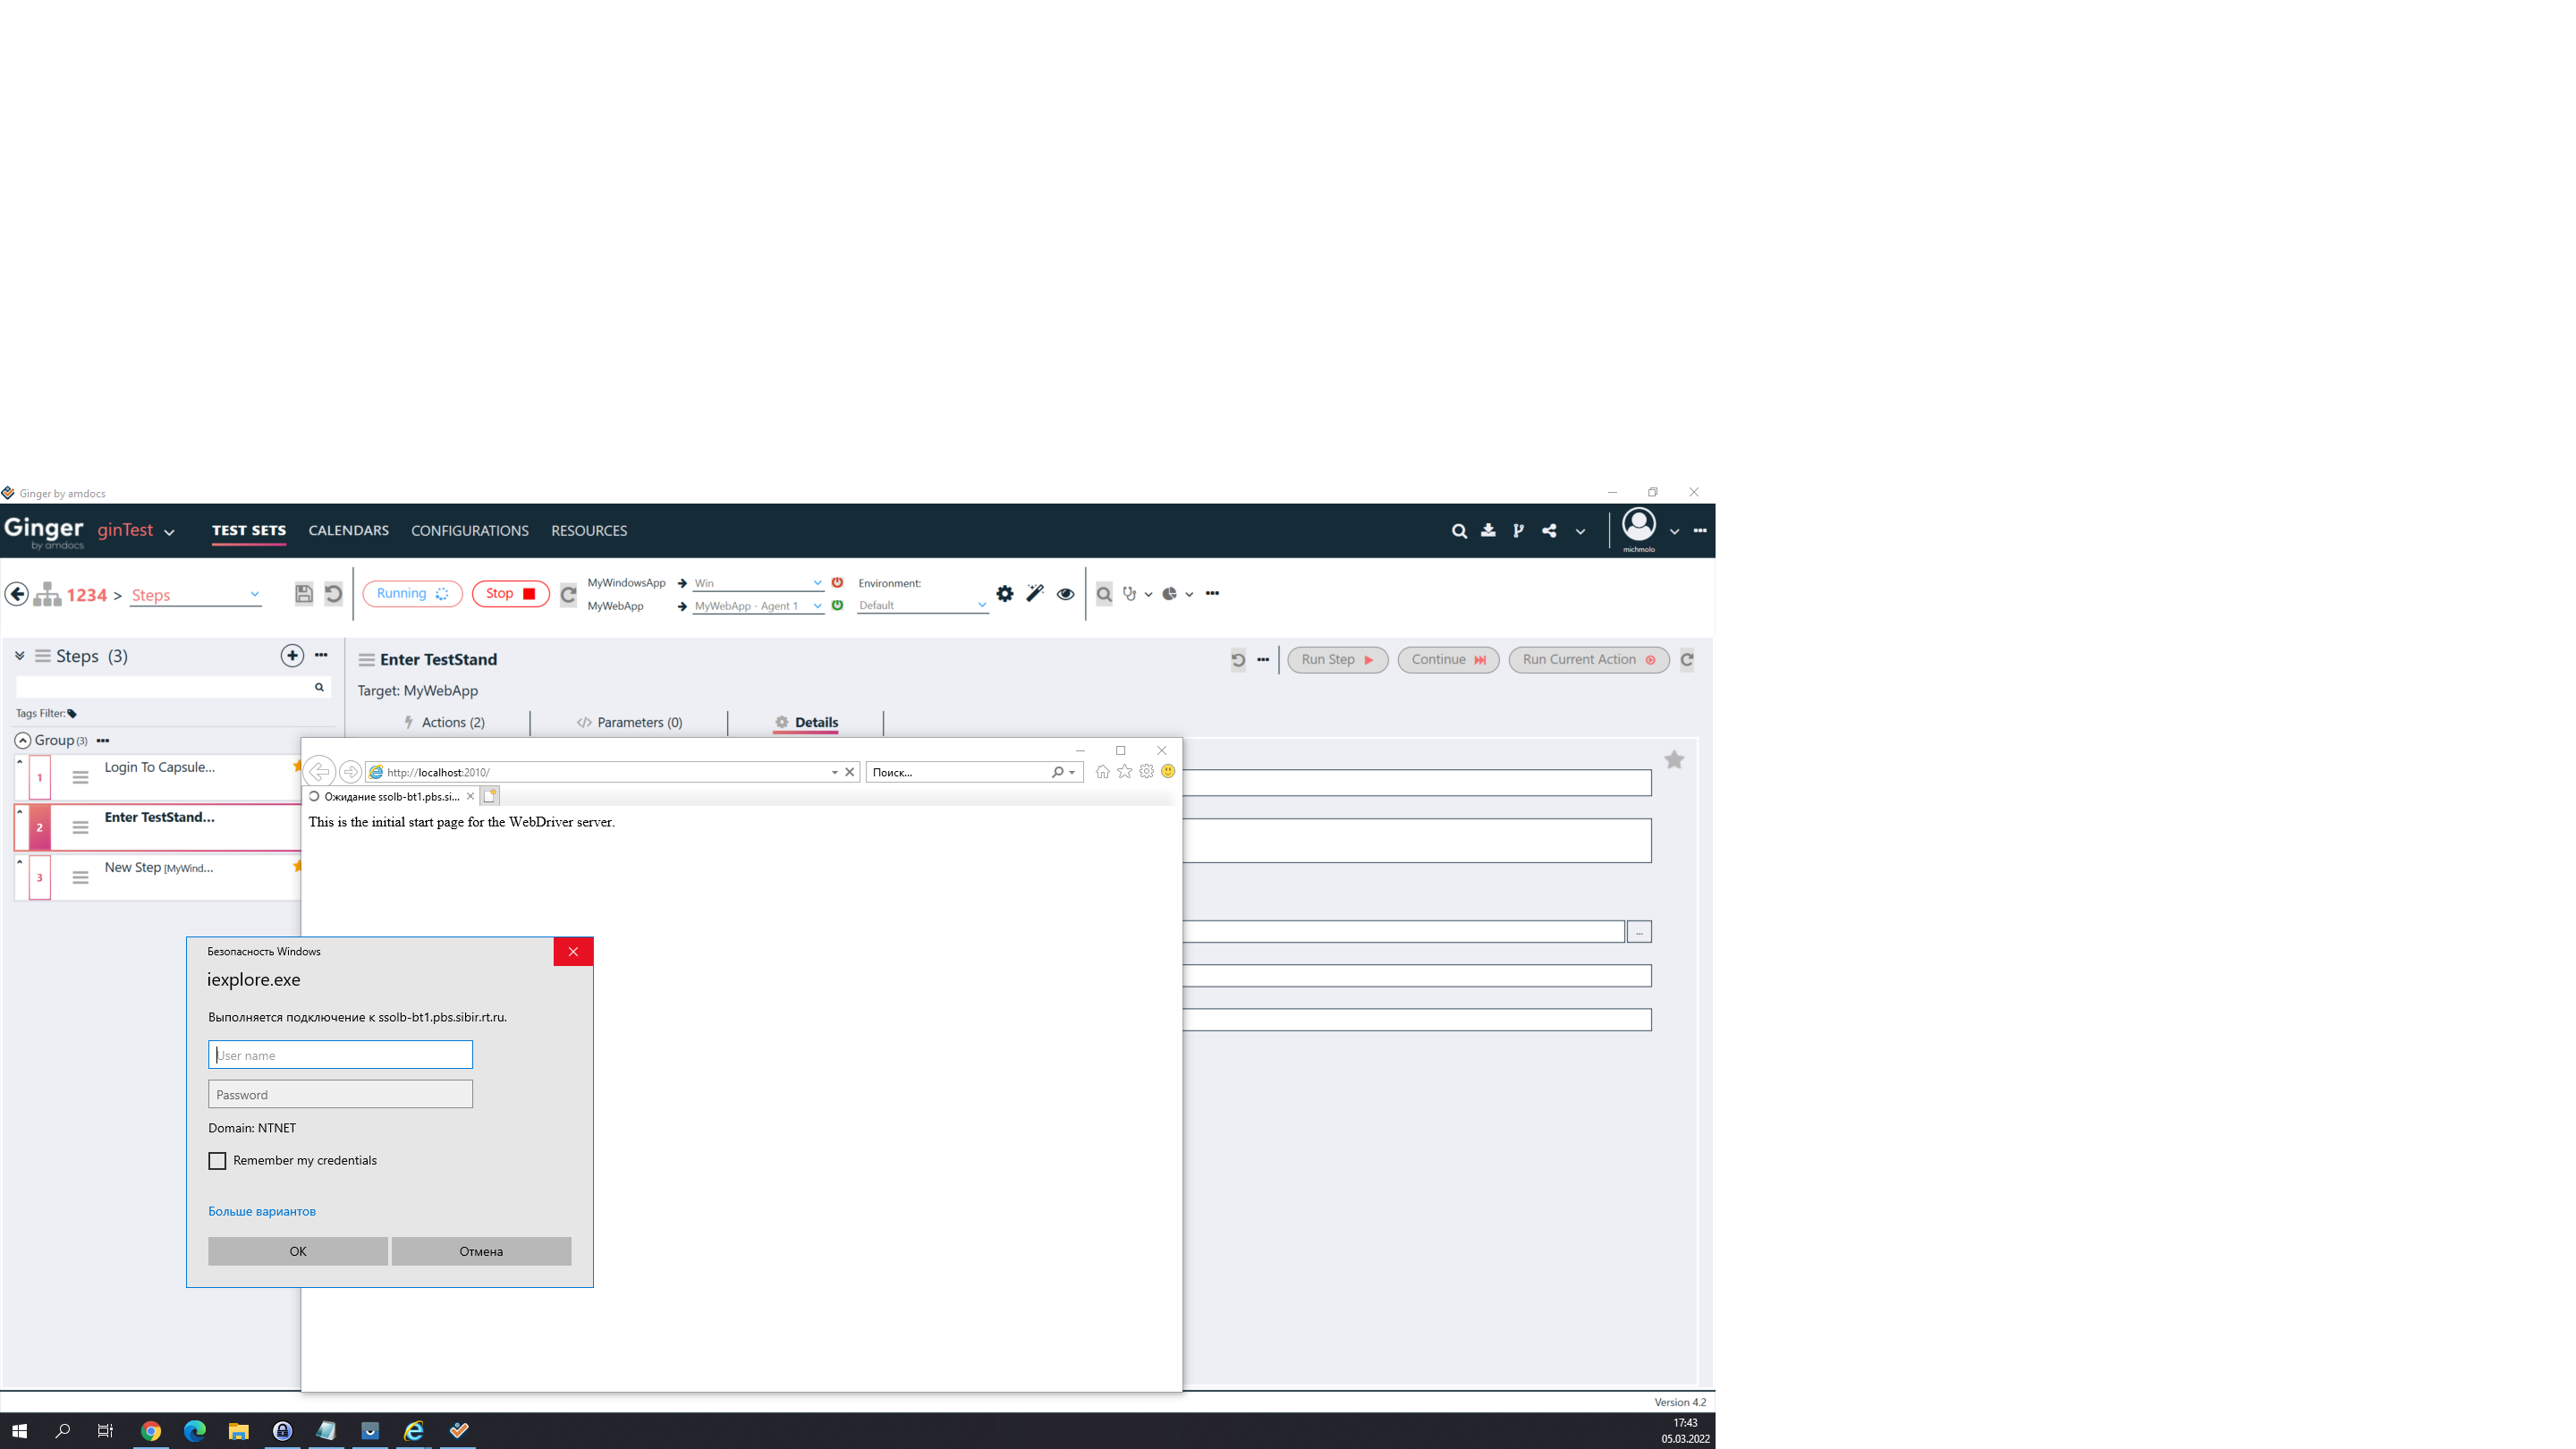 Ginger by amdocs
Ginger by amdocs ginTest TEST SETS CALENDARS CONFIGURATIONS RESOURCES michmolo
1234 > Steps Running Stop MyWindowsApp Win Environment:
MyWebApp MyWebApp - Agent 1 Default
Steps (3)
Tags Filter:
Group (3)
1 Login To Capsule...
2 Enter TestStand...
3 New Step [MyWind...
Enter TestStand Run Step Continue Run Current Action
Target: MyWebApp
Actions (2) Parameters (0) Details
...
http://localhost:2010/ Поиск...
Ожидание ssolb-bt1.pbs.si...
This is the initial start page for the WebDriver server.
Безопасность Windows
iexplore.exe
Выполняется подключение к ssolb-bt1.pbs.sibir.rt.ru.
User name
Password
Domain: NTNET
Remember my credentials
Больше вариантов
OK Отмена
Version 4.2
17:43
05.03.2022